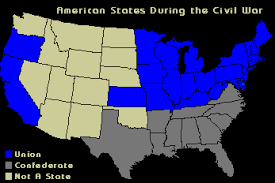 American States During the Civil War
Union
Confederate
Not A State